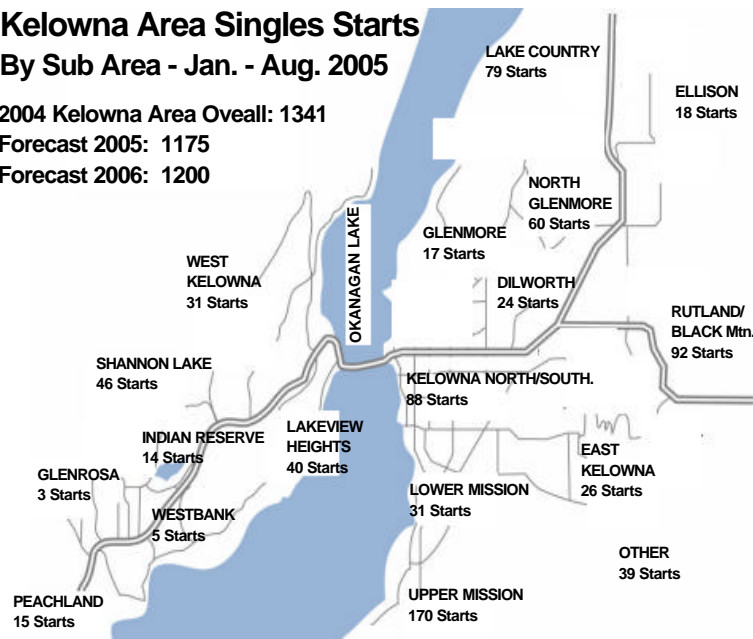 Kelowna Area Singles Starts
By Sub Area - Jan. - Aug. 2005
2004 Kelowna Area Oveall: 1341
Forecast 2005: 1175
Forecast 2006: 1200
LAKE COUNTRY
79 Starts
ELLISON
18 Starts
NORTH
GLENMORE
60 Starts
OKANAGAN LAKE
GLENMORE
17 Starts
WEST
KELOWNA
31 Starts
DILWORTH
24 Starts
RUTLAND/
BLACK Mtn.
92 Starts
SHANNON LAKE
46 Starts
KELOWNA NORTH/SOUTH.
88 Starts
INDIAN RESERVE
14 Starts
LAKEVIEW
HEIGHTS
40 Starts
EAST
KELOWNA
26 Starts
GLENROSA
3 Starts
LOWER MISSION
31 Starts
WESTBANK
5 Starts
OTHER
39 Starts
PEACHLAND
15 Starts
UPPER MISSION
170 Starts